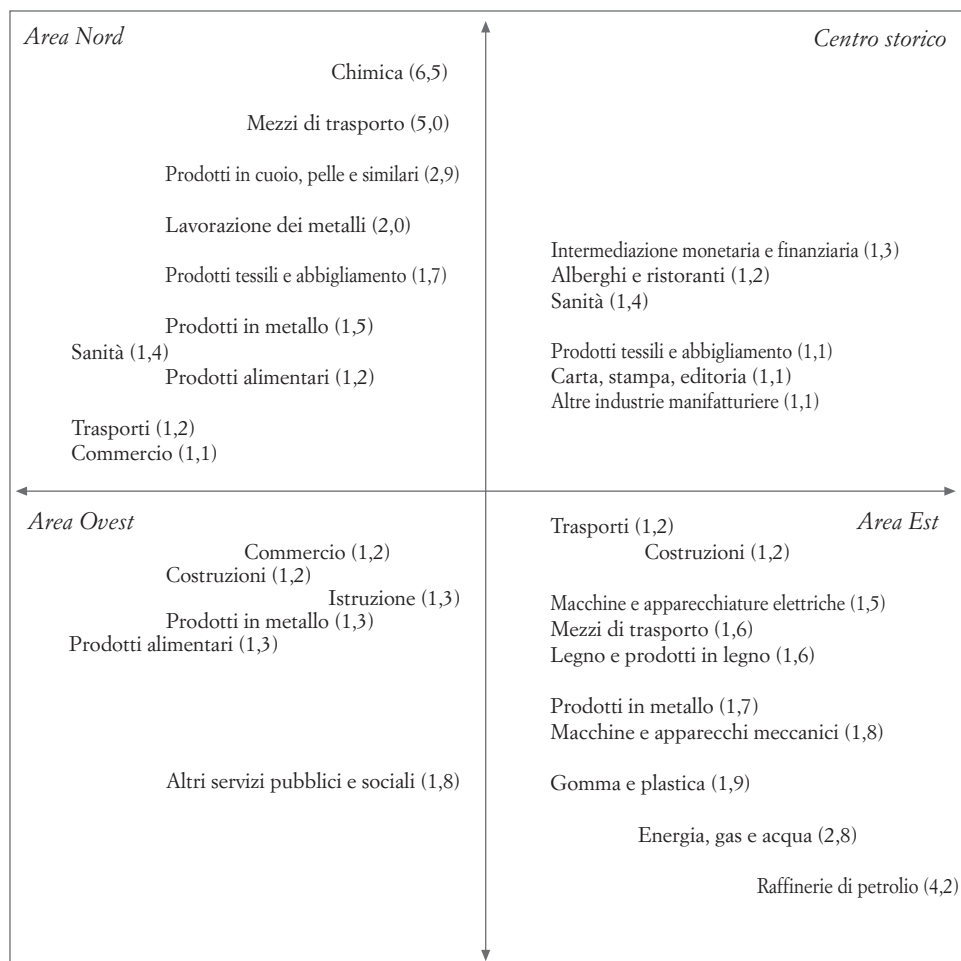 Area Nord
Chimica (6,5)
Mezzi di trasporto (5,0)
Prodotti in cuoio, pelle e similari (2,9)
Lavorazione dei metalli (2,0)
Prodotti tessili e abbigliamento (1,7)
Prodotti in metallo (1,5)
Sanità (1,4)
Prodotti alimentari (1,2)
Trasporti (1,2)
Commercio (1,1)
Centro storico
Intermediazione monetaria e finanziaria (1,3)
Alberghi e ristoranti (1,2)
Sanità (1,4)
Prodotti tessili e abbigliamento (1,1)
Carta, stampa, editoria (1,1)
Altre industrie manifatturiere (1,1)
Area Ovest
Commercio (1,2)
Costruzioni (1,2)
Istruzione (1,3)
Prodotti in metallo (1,3)
Prodotti alimentari (1,3)
Altri servizi pubblici e sociali (1,8)
Area Est
Trasporti (1,2)
Costruzioni (1,2)
Macchine e apparecchiature elettriche (1,5)
Mezzi di trasporto (1,6)
Legno e prodotti in legno (1,6)
Prodotti in metallo (1,7)
Macchine e apparecchi meccanici (1,8)
Gomma e plastica (1,9)
Energia, gas e acqua (2,8)
Raffinerie di petrolio (4,2)